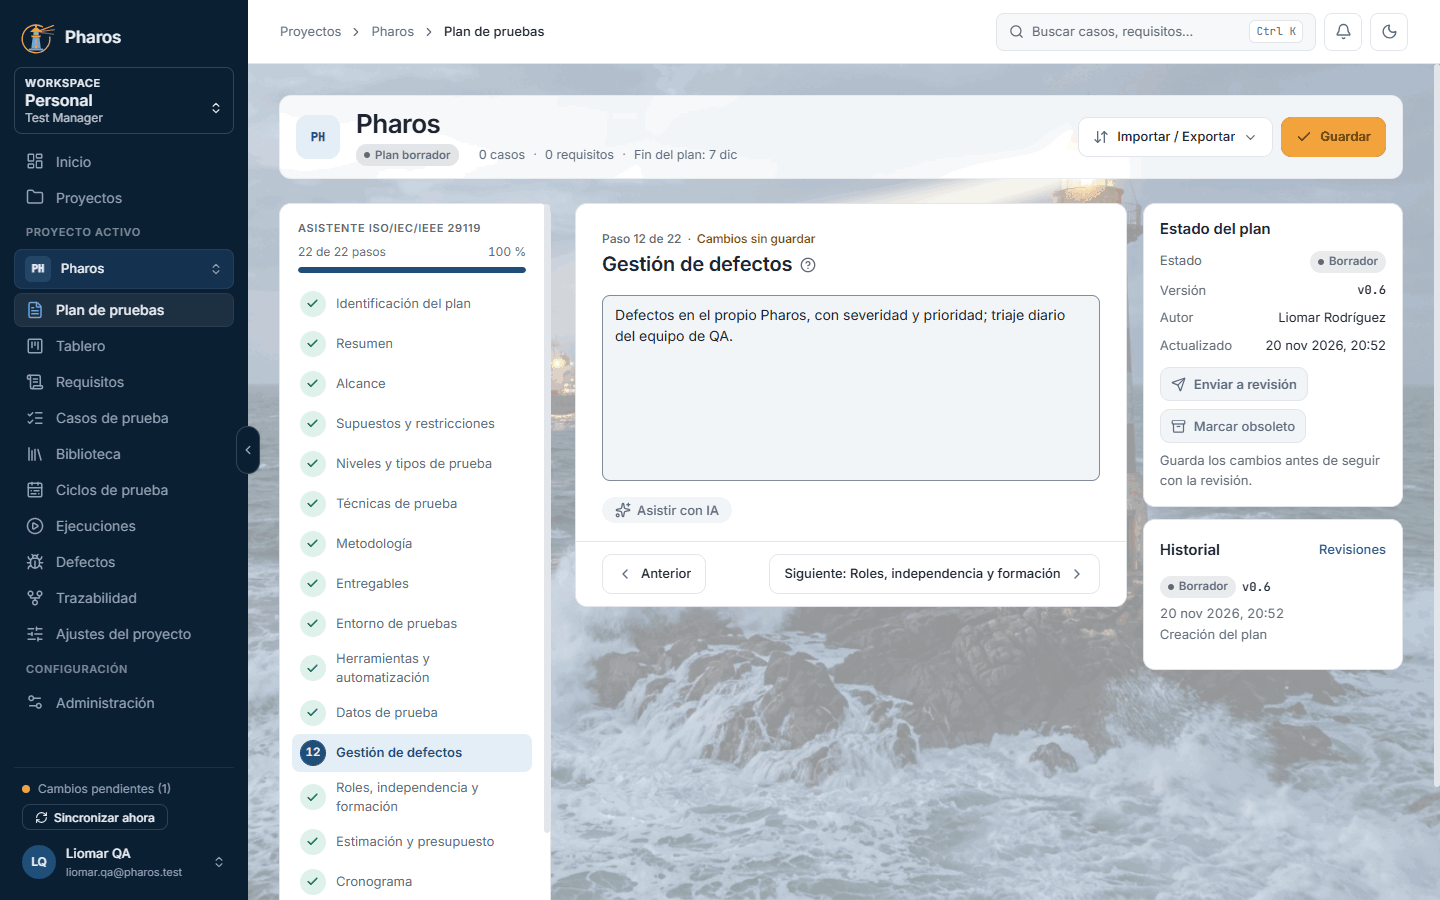 Pharos
WORKSPACE
Personal
Test Manager
Inicio
Proyectos
PROYECTO ACTIVO
PH Pharos
Plan de pruebas
Tablero
Requisitos
Casos de prueba
Biblioteca
Ciclos de prueba
Ejecuciones
Defectos
Trazabilidad
Ajustes del proyecto
CONFIGURACIÓN
Administración
Cambios pendientes (1)
Sincronizar ahora
LQ Liomar QA
liomar.qa@pharos.test
Proyectos Pharos Plan de pruebas
Buscar casos, requisitos... Ctrl K
PH Pharos
Plan borrador 0 casos · 0 requisitos · Fin del plan: 7 dic
Importar / Exportar Guardar
ASISTENTE ISO/IEC/IEEE 29119
22 de 22 pasos 100 %
Identificación del plan
Resumen
Alcance
Supuestos y restricciones
Niveles y tipos de prueba
Técnicas de prueba
Metodología
Entregables
Entorno de pruebas
Herramientas y
automatización
Datos de prueba
12 Gestión de defectos
Roles, independencia y
formación
Estimación y presupuesto
Cronograma
Paso 12 de 22 · Cambios sin guardar
Gestión de defectos
Defectos en el propio Pharos, con severidad y prioridad; triaje diario
del equipo de QA.
Asistir con IA
Anterior Siguiente: Roles, independencia y formación
Estado del plan
Estado Borrador
Versión v0.6
Autor Liomar Rodríguez
Actualizado 20 nov 2026, 20:52
Enviar a revisión
Marcar obsoleto
Guarda los cambios antes de seguir
con la revisión.
Historial Revisiones
Borrador v0.6
20 nov 2026, 20:52
Creación del plan